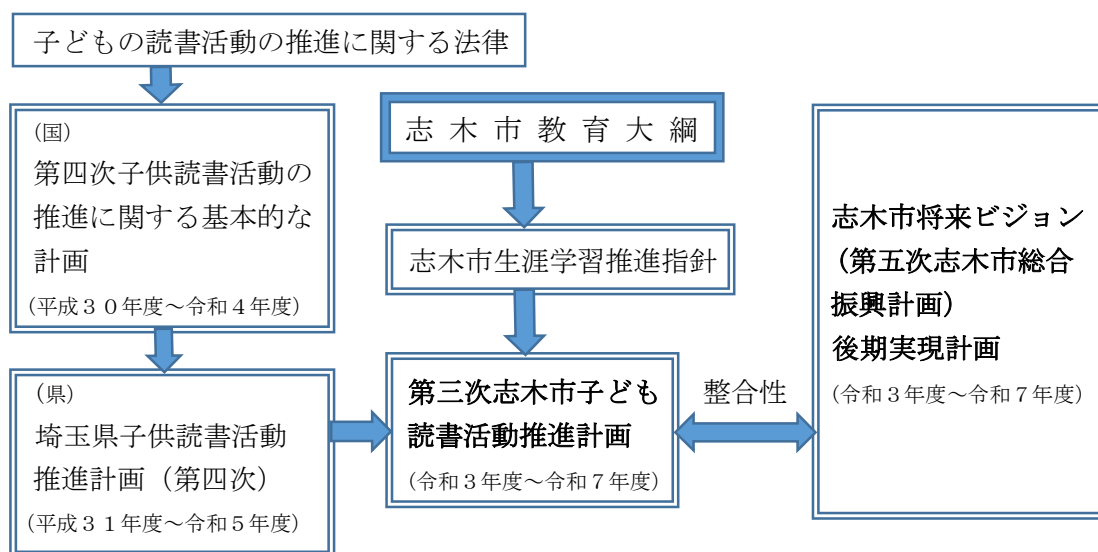 子どもの読書活動の推進に関する法律
(国)
第四次子供読書活動の
推進に関する基本的な
計画
(平成３０年度～令和４年度)
(県)
埼玉県子供読書活動
推進計画（第四次）
(平成３１年度～令和５年度)
志木市教育大綱
志木市生涯学習推進指針
第三次志木市子ども
読書活動推進計画
(令和３年度～令和７年度)
整合性
志木市将来ビジョン
（第五次志木市総合
振興計画）
後期実現計画
(令和３年度～令和７年度)